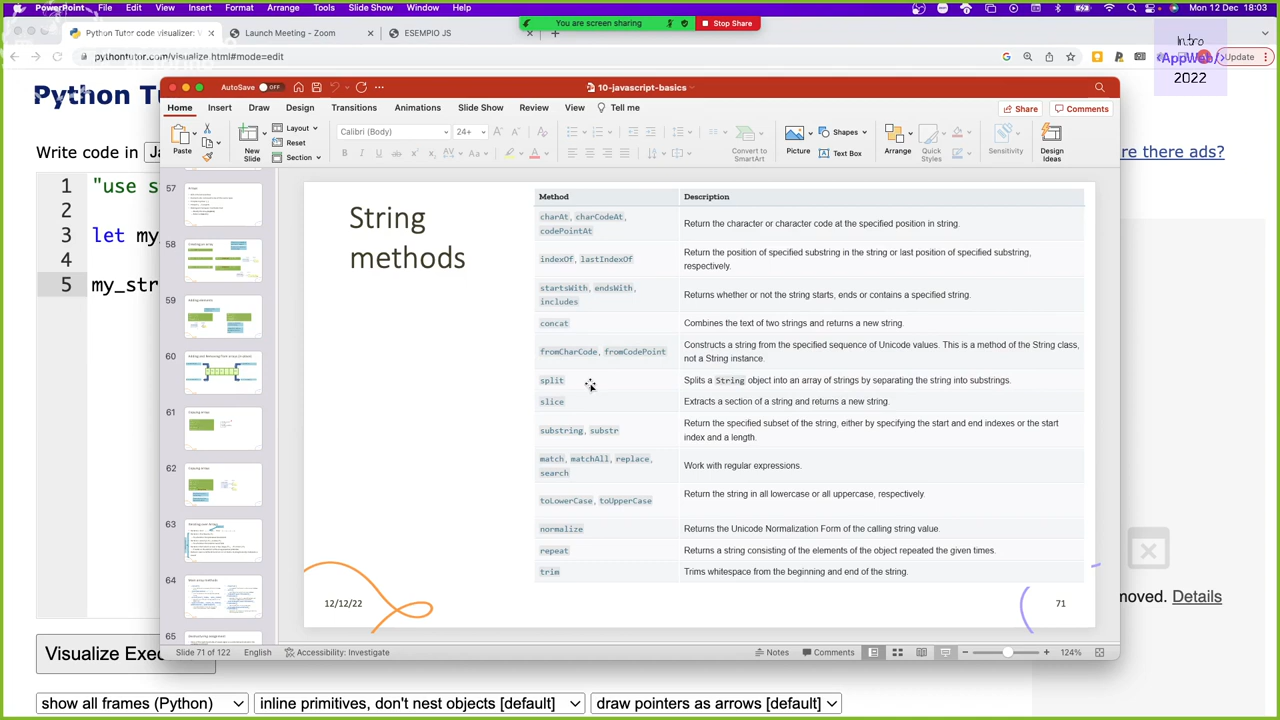 PowerPoint File Edit View Insert Format Arrange Tools Slide Show Window Help
Mon 12 Dec 18:03
You are screen sharing
Stop Share
Python Tutor code visualizer:
Launch Meeting - Zoom
ESEMPIO JS
pythontutor.com/visualize.html#mode=edit
Update
Intro
AppWeb/>
2022
Python Tu
Write code in
re there ads?
1 "use s
2
3 let my
4
5 my_str
AutoSave OFF
10-javascript-basics
Home Insert Draw Design Transitions Animations Slide Show Review View Tell me
Share
Comments
Paste
New Slide
Layout
Reset
Section
Calibri (Body)
24+
Convert to SmartArt
Picture
Shapes
Text Box
Arrange
Quick Styles
Sensitivity
Design Ideas
57
58
59
60
61
62
63
64
65
String
methods
Method Description
charAt, charCodeAt, codePointAt Return the character or character code at the specified position in string.
indexOf, lastIndexOf Return the position of specified substring in the string or last position of specified substring, respectively.
startsWith, endsWith, includes Returns whether or not the string starts, ends or contains a specified string.
concat Combines the text of two strings and returns a new string.
fromCharCode, fromCodePoint Constructs a string from the specified sequence of Unicode values. This is a method of the String class, not a String instance.
split Splits a String object into an array of strings by separating the string into substrings.
slice Extracts a section of a string and returns a new string.
substring, substr Return the specified subset of the string, either by specifying the start and end indexes or the start index and a length.
match, matchAll, replace, search Work with regular expressions.
toLowerCase, toUpperCase Return the string in all lowercase or all uppercase, respectively.
normalize Returns the Unicode Normalization Form of the calling string value.
repeat Returns a string consisting of the elements of the object repeated the given times.
trim Trims whitespace from the beginning and end of the string.
12/12/22
71
moved. Details
Slide 71 of 122 English Accessibility: Investigate
Notes Comments
124%
Visualize Exec
show all frames (Python)
inline primitives, don't nest objects [default]
draw pointers as arrows [default]